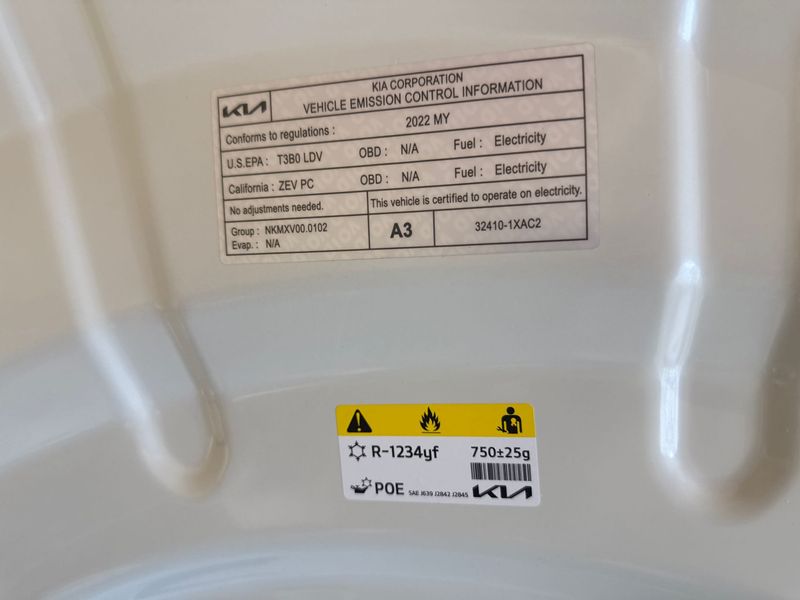 KIA
KIA CORPORATION
VEHICLE EMISSION CONTROL INFORMATION
Conforms to regulations : 2022 MY
U.S.EPA : T3B0 LDV OBD : N/A Fuel : Electricity
California : ZEV PC OBD : N/A Fuel : Electricity
No adjustments needed. This vehicle is certified to operate on electricity.
Group : NKMXV00.0102
Evap. : N/A
A3
32410-1XAC2
R-1234yf 750±25g
POE SAE J639 J2842 J2845 KIA